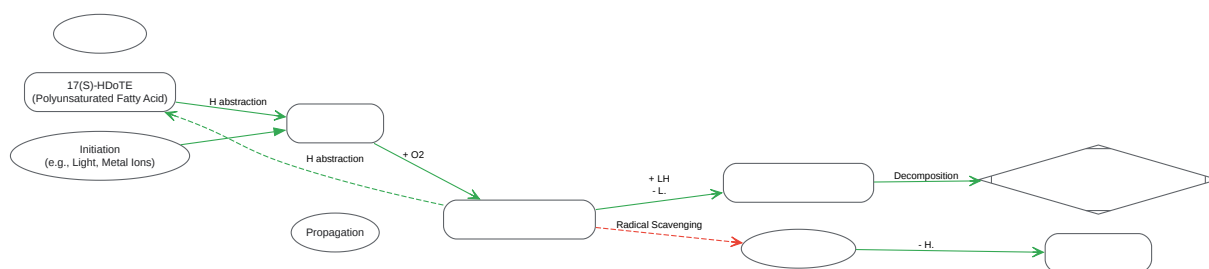 17(S)-HDoTE
(Polyunsaturated Fatty Acid)
H abstraction
Initiation
(e.g., Light, Metal Ions)
H abstraction
+ O2
Propagation
+ LH
- L.
Radical Scavenging
Decomposition
- H.